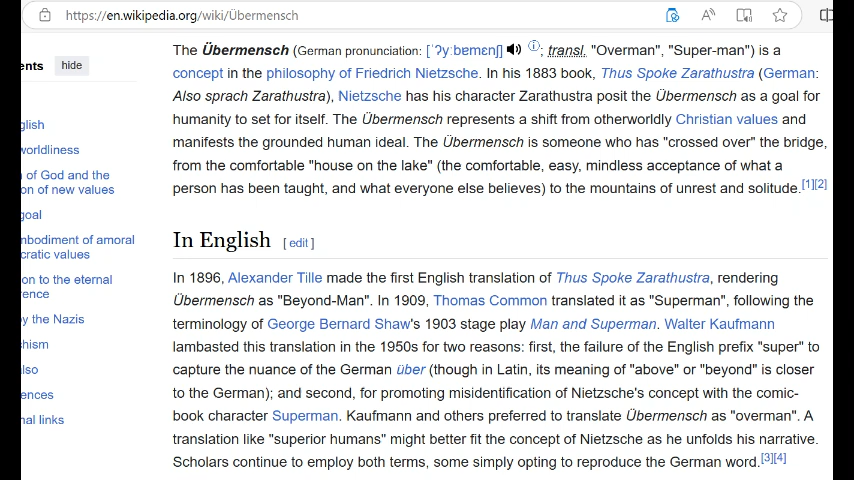 https://en.wikipedia.org/wiki/Übermensch
ents hide
glish
worldliness
n of God and the
on of new values
goal
nbodiment of amoral
cratic values
on to the eternal
rence
by the Nazis
chism
also
ences
nal links
The Übermensch (German pronunciation: [ˈʔyːbɐmɛnʃ] ; transl. "Overman", "Super-man") is a
concept in the philosophy of Friedrich Nietzsche. In his 1883 book, Thus Spoke Zarathustra (German:
Also sprach Zarathustra), Nietzsche has his character Zarathustra posit the Übermensch as a goal for
humanity to set for itself. The Übermensch represents a shift from otherworldly Christian values and
manifests the grounded human ideal. The Übermensch is someone who has "crossed over" the bridge,
from the comfortable "house on the lake" (the comfortable, easy, mindless acceptance of what a
person has been taught, and what everyone else believes) to the mountains of unrest and solitude.[1][2]
In English [ edit ]
In 1896, Alexander Tille made the first English translation of Thus Spoke Zarathustra, rendering
Übermensch as "Beyond-Man". In 1909, Thomas Common translated it as "Superman", following the
terminology of George Bernard Shaw's 1903 stage play Man and Superman. Walter Kaufmann
lambasted this translation in the 1950s for two reasons: first, the failure of the English prefix "super" to
capture the nuance of the German über (though in Latin, its meaning of "above" or "beyond" is closer
to the German); and second, for promoting misidentification of Nietzsche's concept with the comic-
book character Superman. Kaufmann and others preferred to translate Übermensch as "overman". A
translation like "superior humans" might better fit the concept of Nietzsche as he unfolds his narrative.
Scholars continue to employ both terms, some simply opting to reproduce the German word.[3][4]